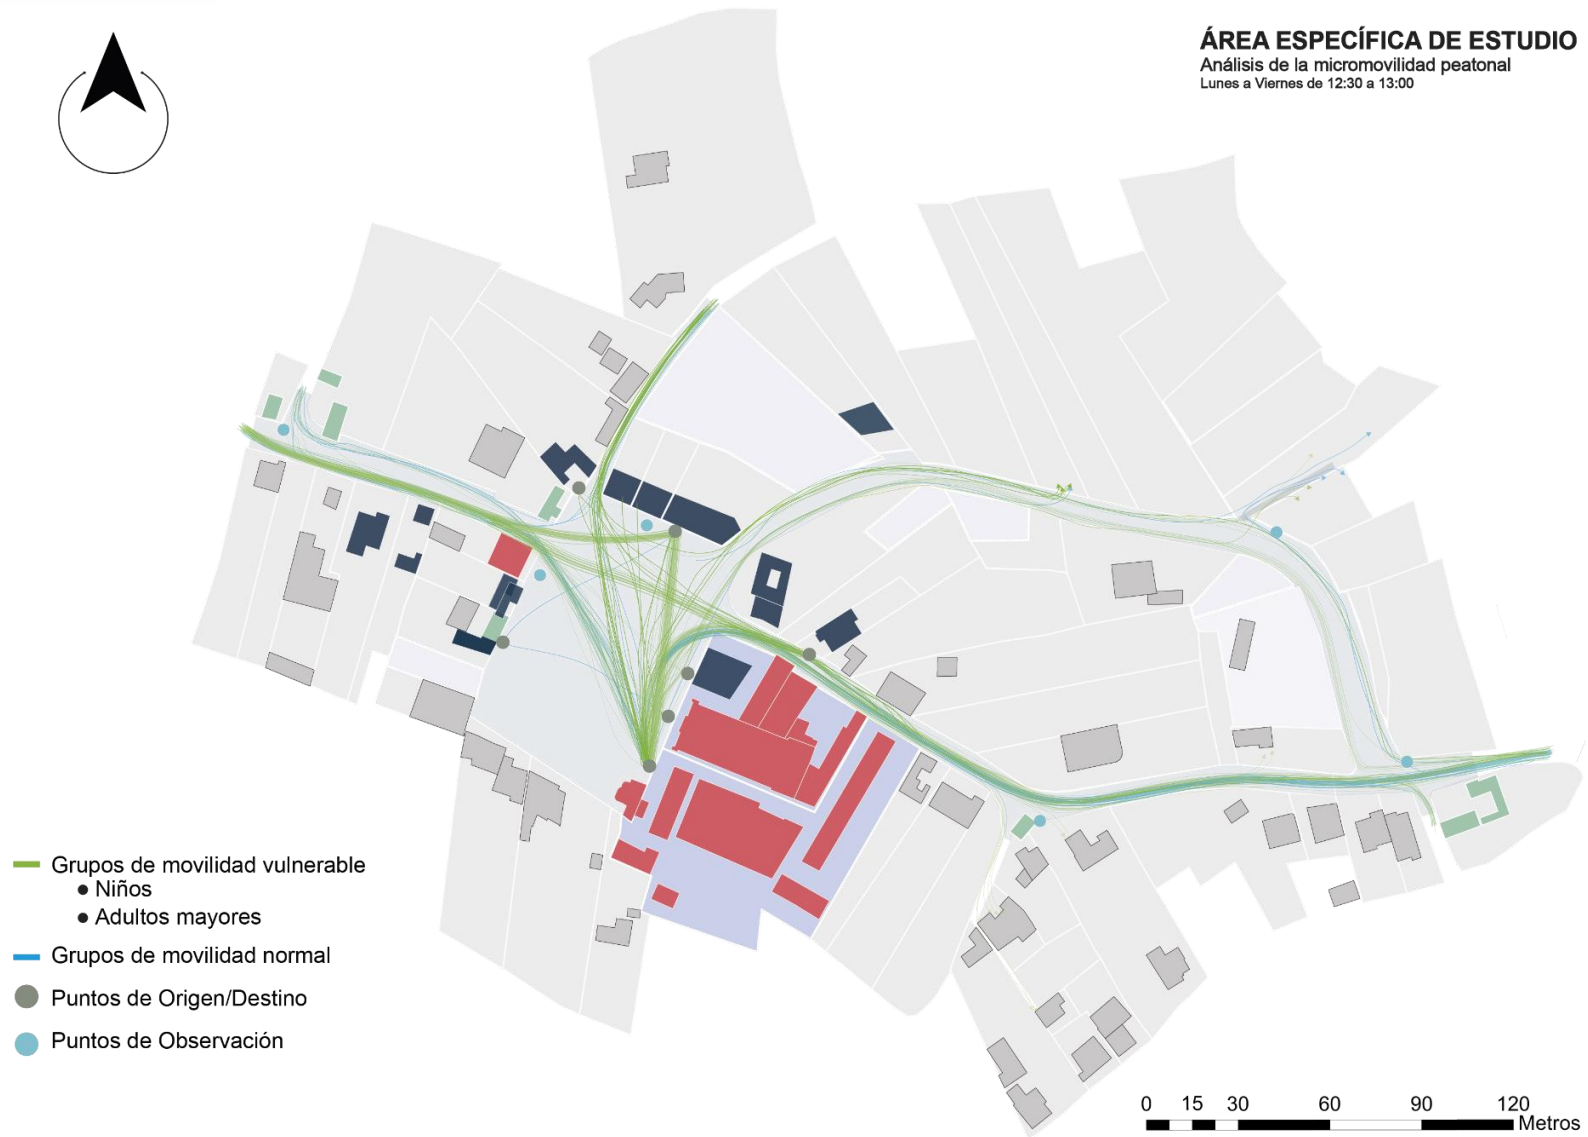 ÁREA ESPECÍFICA DE ESTUDIO
Análisis de la micromovilidad peatonal
Lunes a Viernes de 12:30 a 13:00
Grupos de movilidad vulnerable
● Niños
● Adultos mayores
Grupos de movilidad normal
Puntos de Origen/Destino
Puntos de Observación
0 15 30 60 90 120
Metros